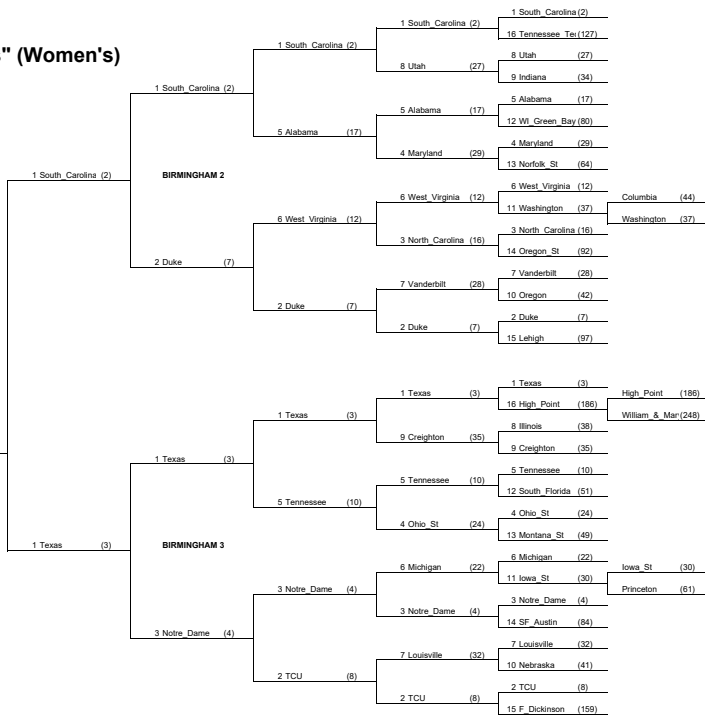 " (Women's)
1 South_Carolina (2)
16 Tennessee_Tec (127)
1 South_Carolina (2)
8 Utah (27)
9 Indiana (34)
8 Utah (27)
1 South_Carolina (2)
5 Alabama (17)
12 WI_Green_Bay (80)
5 Alabama (17)
4 Maryland (29)
13 Norfolk_St (64)
4 Maryland (29)
5 Alabama (17)
1 South_Carolina (2)
BIRMINGHAM 2
1 South_Carolina (2)
6 West_Virginia (12)
11 Washington (37)
Columbia (44)
Washington (37)
6 West_Virginia (12)
3 North_Carolina (16)
14 Oregon_St (92)
3 North_Carolina (16)
6 West_Virginia (12)
7 Vanderbilt (28)
10 Oregon (42)
7 Vanderbilt (28)
2 Duke (7)
15 Lehigh (97)
2 Duke (7)
2 Duke (7)
2 Duke (7)
1 Texas (3)
16 High_Point (186)
High_Point (186)
William_&_Mar (248)
1 Texas (3)
8 Illinois (38)
9 Creighton (35)
9 Creighton (35)
1 Texas (3)
5 Tennessee (10)
12 South_Florida (51)
5 Tennessee (10)
4 Ohio_St (24)
13 Montana_St (49)
4 Ohio_St (24)
5 Tennessee (10)
1 Texas (3)
BIRMINGHAM 3
1 Texas (3)
6 Michigan (22)
11 Iowa_St (30)
Iowa_St (30)
Princeton (61)
6 Michigan (22)
3 Notre_Dame (4)
14 SF_Austin (84)
3 Notre_Dame (4)
3 Notre_Dame (4)
7 Louisville (32)
10 Nebraska (41)
7 Louisville (32)
2 TCU (8)
15 F_Dickinson (159)
2 TCU (8)
2 TCU (8)
3 Notre_Dame (4)